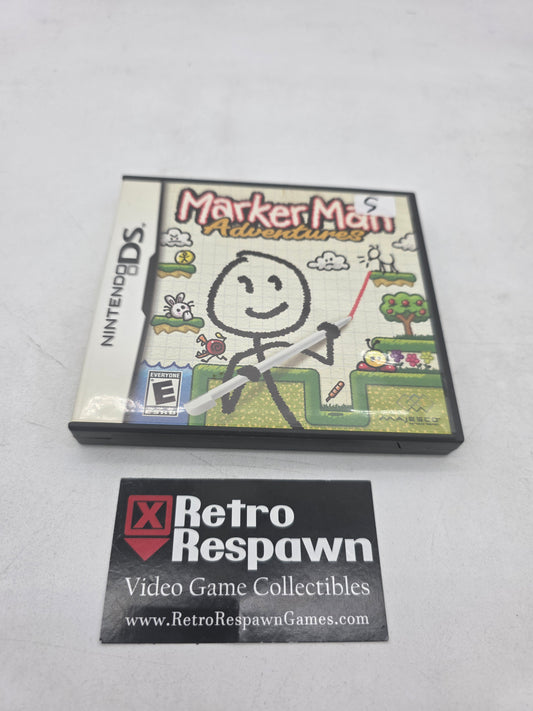 NINTENDO DS
Marker Man
Adventures
S
EVERYONE
E
ESRB
MAJESCO
X Retro
Respawn
Video Game Collectibles
www.RetroRespawnGames.com